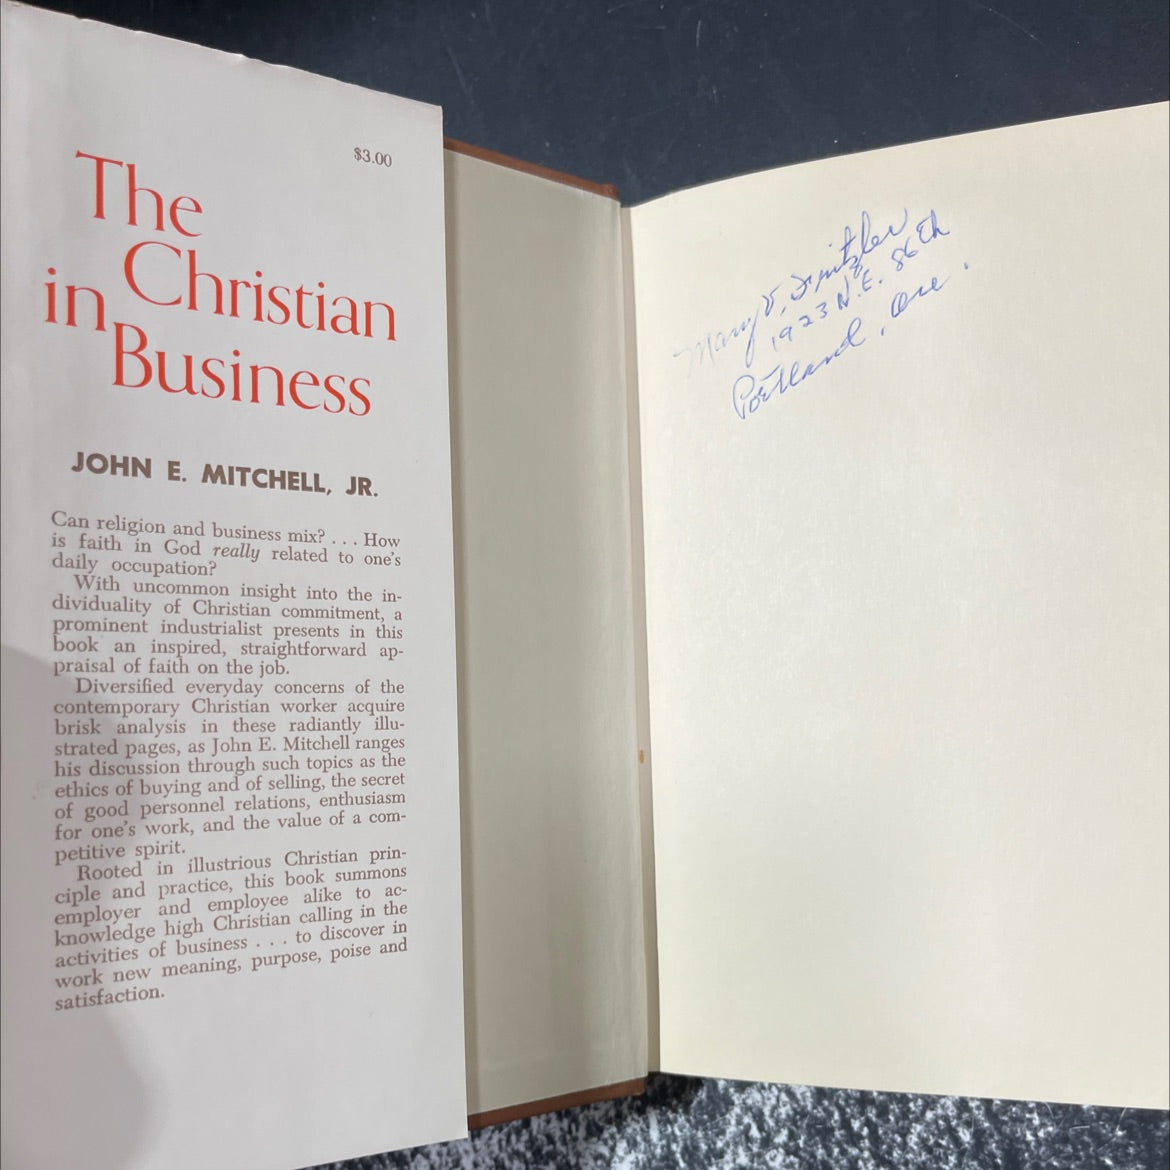 $3.00
The
Christian
in
Business
JOHN E. MITCHELL, JR.
Can religion and business mix? . . . How
is faith in God really related to one's
daily occupation?
With uncommon insight into the in-
dividuality of Christian commitment, a
prominent industrialist presents in this
book an inspired, straightforward ap-
praisal of faith on the job.
Diversified everyday concerns of the
contemporary Christian worker acquire
brisk analysis in these radiantly illu-
strated pages, as John E. Mitchell ranges
his discussion through such topics as the
ethics of buying and of selling, the secret
of good personnel relations, enthusiasm
for one's work, and the value of a com-
petitive spirit.
Rooted in illustrious Christian prin-
ciple and practice, this book summons
employer and employee alike to ac-
knowledge high Christian calling in the
activities of business . . . to discover in
work new meaning, purpose, poise and
satisfaction.
Mary V.
1923 N.E. 86th
Portland, Ore.